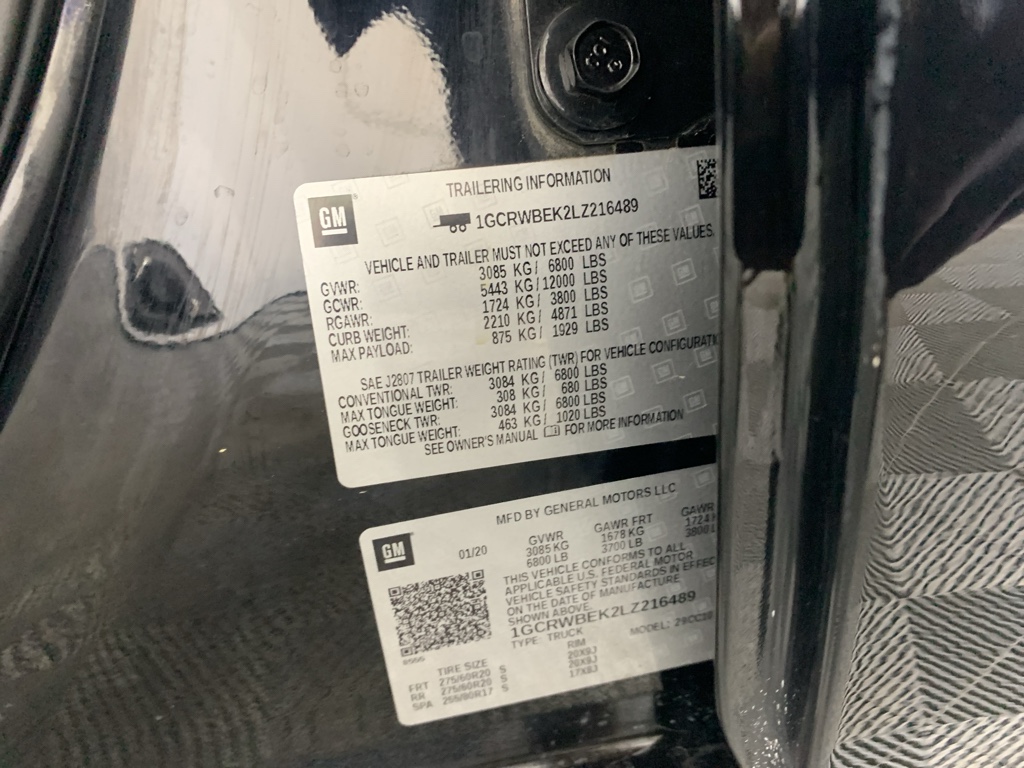 GM
TRAILERING INFORMATION
1GCRWBEK2LZ216489
VEHICLE AND TRAILER MUST NOT EXCEED ANY OF THESE VALUES.
GVWR: 3085 KG/ 6800 LBS
GCWR: 5443 KG/12000 LBS
RGAWR: 1724 KG/ 3800 LBS
CURB WEIGHT: 2210 KG/ 4871 LBS
MAX PAYLOAD: 875 KG/ 1929 LBS
SAE J2807 TRAILER WEIGHT RATING (TWR) FOR VEHICLE CONFIGURATI
CONVENTIONAL TWR: 3084 KG/ 6800 LBS
MAX TONGUE WEIGHT: 308 KG/ 680 LBS
GOOSENECK TWR: 3084 KG/ 6800 LBS
MAX TONGUE WEIGHT: 463 KG/ 1020 LBS
SEE OWNER'S MANUAL FOR MORE INFORMATION
GM
MFD BY GENERAL MOTORS LLC
01/20 GVWR GAWR FRT GAWR
3085 KG 1678 KG 1724
6800 LB 3700 LB 3800
THIS VEHICLE CONFORMS TO ALL
APPLICABLE U.S. FEDERAL MOTOR
VEHICLE SAFETY STANDARDS IN EFFEC
ON THE DATE OF MANUFACTURE
SHOWN ABOVE.
1GCRWBEK2LZ216489
TYPE: TRUCK MODEL:
TIRE SIZE RIM
FRT 275/60R20 S 20X9J
RR 275/60R20 S 20X9J
SPA 255/80R17 S 17X8J